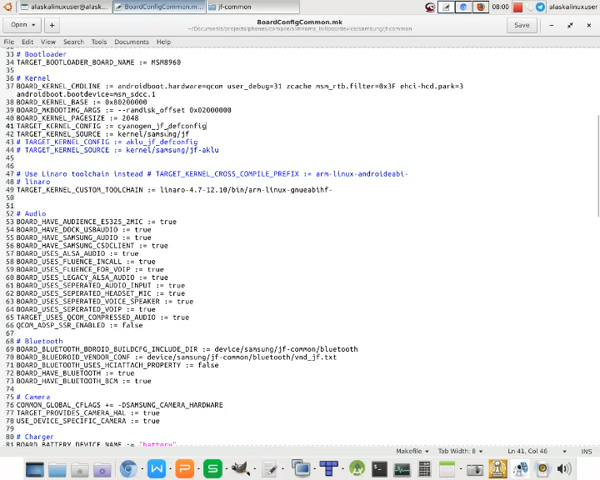 alaskalinuxuser@alask...
BoardConfigCommon.mk...
jf-common
08:00
alaskalinuxuser
Open
BoardConfigCommon.mk
Save
File Edit View Search Tools Documents Help
33 # Bootloader
34 TARGET_BOOTLOADER_BOARD_NAME := MSM8960
35
36 # Kernel
37 BOARD_KERNEL_CMDLINE := androidboot.hardware=qcom user_debug=31 zcache msm_rtb.filter=0x3F ehci-hcd.park=3
androidboot.bootdevice=msm_sdcc.1
38 BOARD_KERNEL_BASE := 0x80200000
39 BOARD_MKBOOTIMG_ARGS := --ramdisk_offset 0x02000000
40 BOARD_KERNEL_PAGESIZE := 2048
41 TARGET_KERNEL_CONFIG := cyanogen_jf_defconfig
42 TARGET_KERNEL_SOURCE := kernel/samsung/jf
43 # TARGET_KERNEL_CONFIG := aklu_jf_defconfig
44 # TARGET_KERNEL_SOURCE := kernel/samsung/jf-aklu
45
46
47 # Use Linaro toolchain instead # TARGET_KERNEL_CROSS_COMPILE_PREFIX := arm-linux-androideabi-
48 # linaro
49 TARGET_KERNEL_CUSTOM_TOOLCHAIN := linaro-4.7-12.10/bin/arm-linux-gnueabihf-
50
51
52 # Audio
53 BOARD_HAVE_AUDIENCE_ES325_2MIC := true
54 BOARD_HAVE_DOCK_USBAUDIO := true
55 BOARD_HAVE_SAMSUNG_AUDIO := true
56 BOARD_HAVE_SAMSUNG_CSDCLIENT := true
57 BOARD_USES_ALSA_AUDIO := true
58 BOARD_USES_FLUENCE_INCALL := true
59 BOARD_USES_FLUENCE_FOR_VOIP := true
60 BOARD_USES_LEGACY_ALSA_AUDIO := true
61 BOARD_USES_SEPERATED_AUDIO_INPUT := true
62 BOARD_USES_SEPERATED_HEADSET_MIC := true
63 BOARD_USES_SEPERATED_VOICE_SPEAKER := true
64 BOARD_USES_SEPERATED_VOIP := true
65 TARGET_USES_QCOM_COMPRESSED_AUDIO := true
66 QCOM_ADSP_SSR_ENABLED := false
67
68 # Bluetooth
69 BOARD_BLUETOOTH_BDROID_BUILDCFG_INCLUDE_DIR := device/samsung/jf-common/bluetooth
70 BOARD_BLUEDROID_VENDOR_CONF := device/samsung/jf-common/bluetooth/vnd_jf.txt
71 BOARD_BLUETOOTH_USES_HCIATTACH_PROPERTY := false
72 BOARD_HAVE_BLUETOOTH := true
73 BOARD_HAVE_BLUETOOTH_BCM := true
74
75 # Camera
76 COMMON_GLOBAL_CFLAGS += -DSAMSUNG_CAMERA_HARDWARE
77 TARGET_PROVIDES_CAMERA_HAL := true
78 USE_DEVICE_SPECIFIC_CAMERA := true
79
80 # Charger
81 BOARD_BATTERY_DEVICE_NAME := "battery"
Makefile Tab Width: 8 Ln 41, Col 46 INS